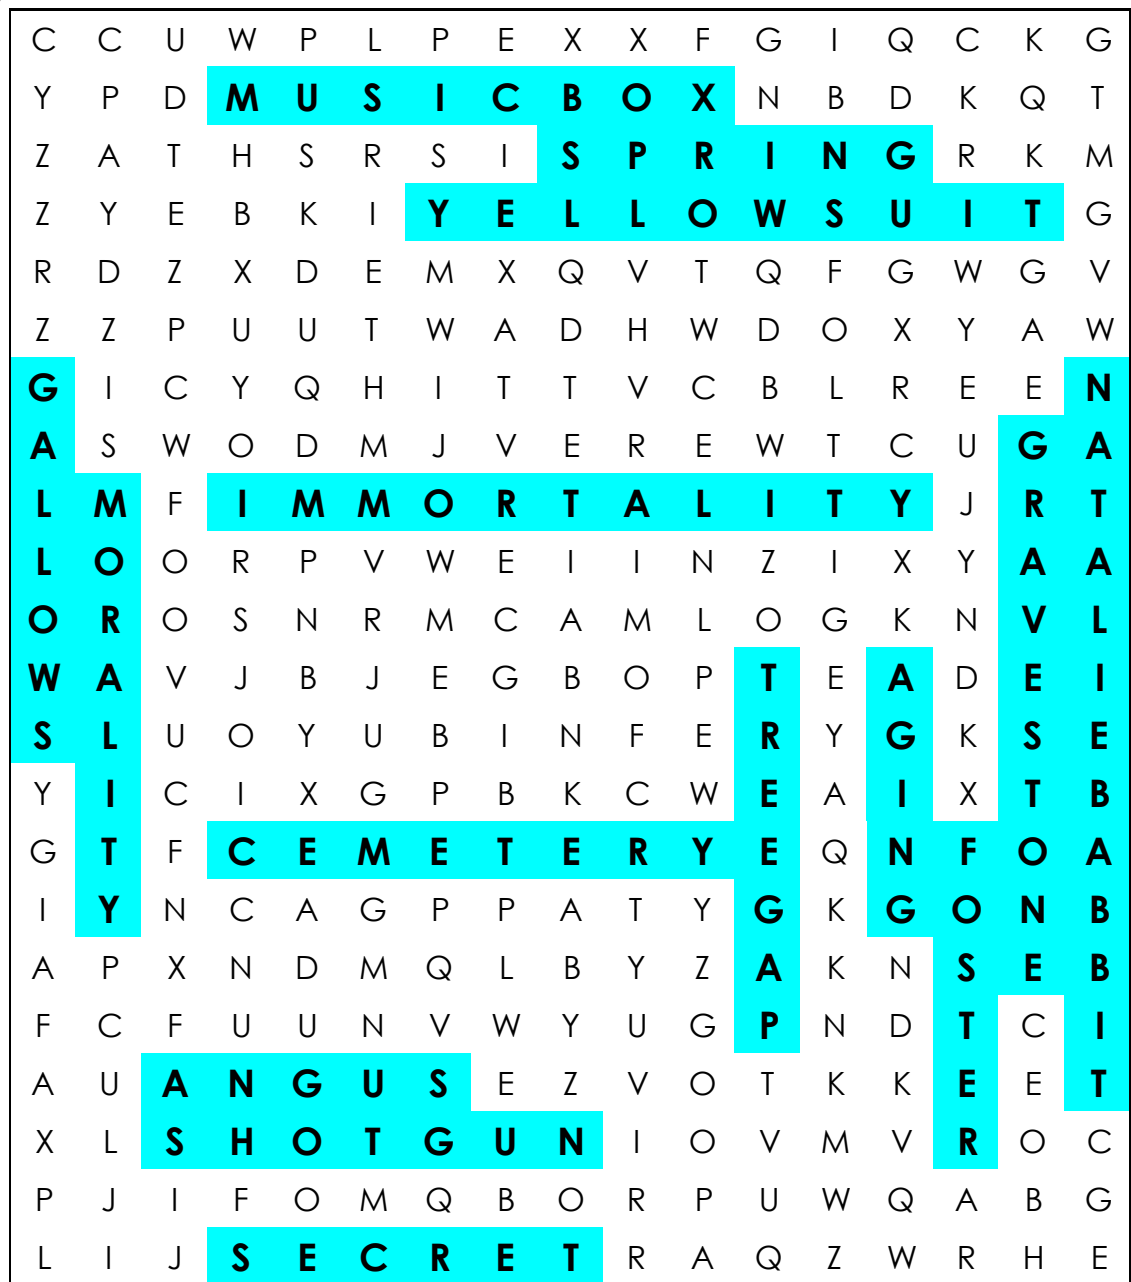 C C U W P L P E X X F G I Q C K G
Y P D M U S I C B O X N B D K Q T
Z A T H S R S I S P R I N G R K M
Z Y E B K I Y E L L O W S U I T G
R D Z X D E M X Q V T Q F G W G V
Z Z P U U T W A D H W D O X Y A W
G I C Y Q H I T T V C B L R E E N
A S W O D M J V E R E W T C U G A
L M F I M M O R T A L I T Y J R T
L O O R P V W E I I N Z I X Y A A
O R O S N R M C A M L O G K N V L
W A V J B J E G B O P T E A D E I
S L U O Y U B I N F E R Y G K S E
Y I C I X G P B K C W E A I X T B
G T F C E M E T E R Y E Q N F O A
I Y N C A G P P A T Y G K G O N B
A P X N D M Q L B Y Z A K N S E B
F C F U U N V W Y U G P N D T C I
A U A N G U S E Z V O T K K E E T
X L S H O T G U N I O V M V R O C
P J I F O M Q B O R P U W Q A B G
L I J S E C R E T R A Q Z W R H E